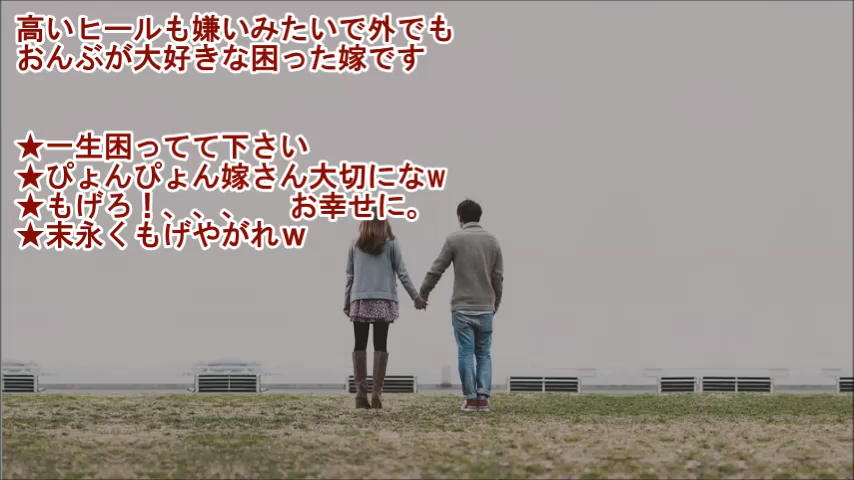 高いヒールも嫌いみたいで外でも
おんぶが大好きな困った嫁です
★一生困ってて下さい
★ぴょんぴょん嫁さん大切になw
★もげろ！、、、　　お幸せに。
★末永くもげやがれｗ